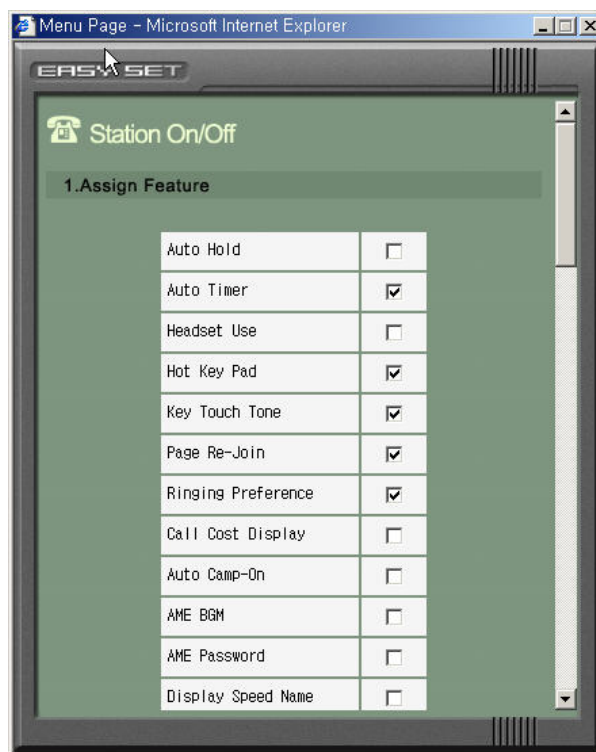 Menu Page - Microsoft Internet Explorer
EASY SET
Station On/Off
1.Assign Feature
Auto Hold
Auto Timer
Headset Use
Hot Key Pad
Key Touch Tone
Page Re-Join
Ringing Preference
Call Cost Display
Auto Camp-On
AME BGM
AME Password
Display Speed Name